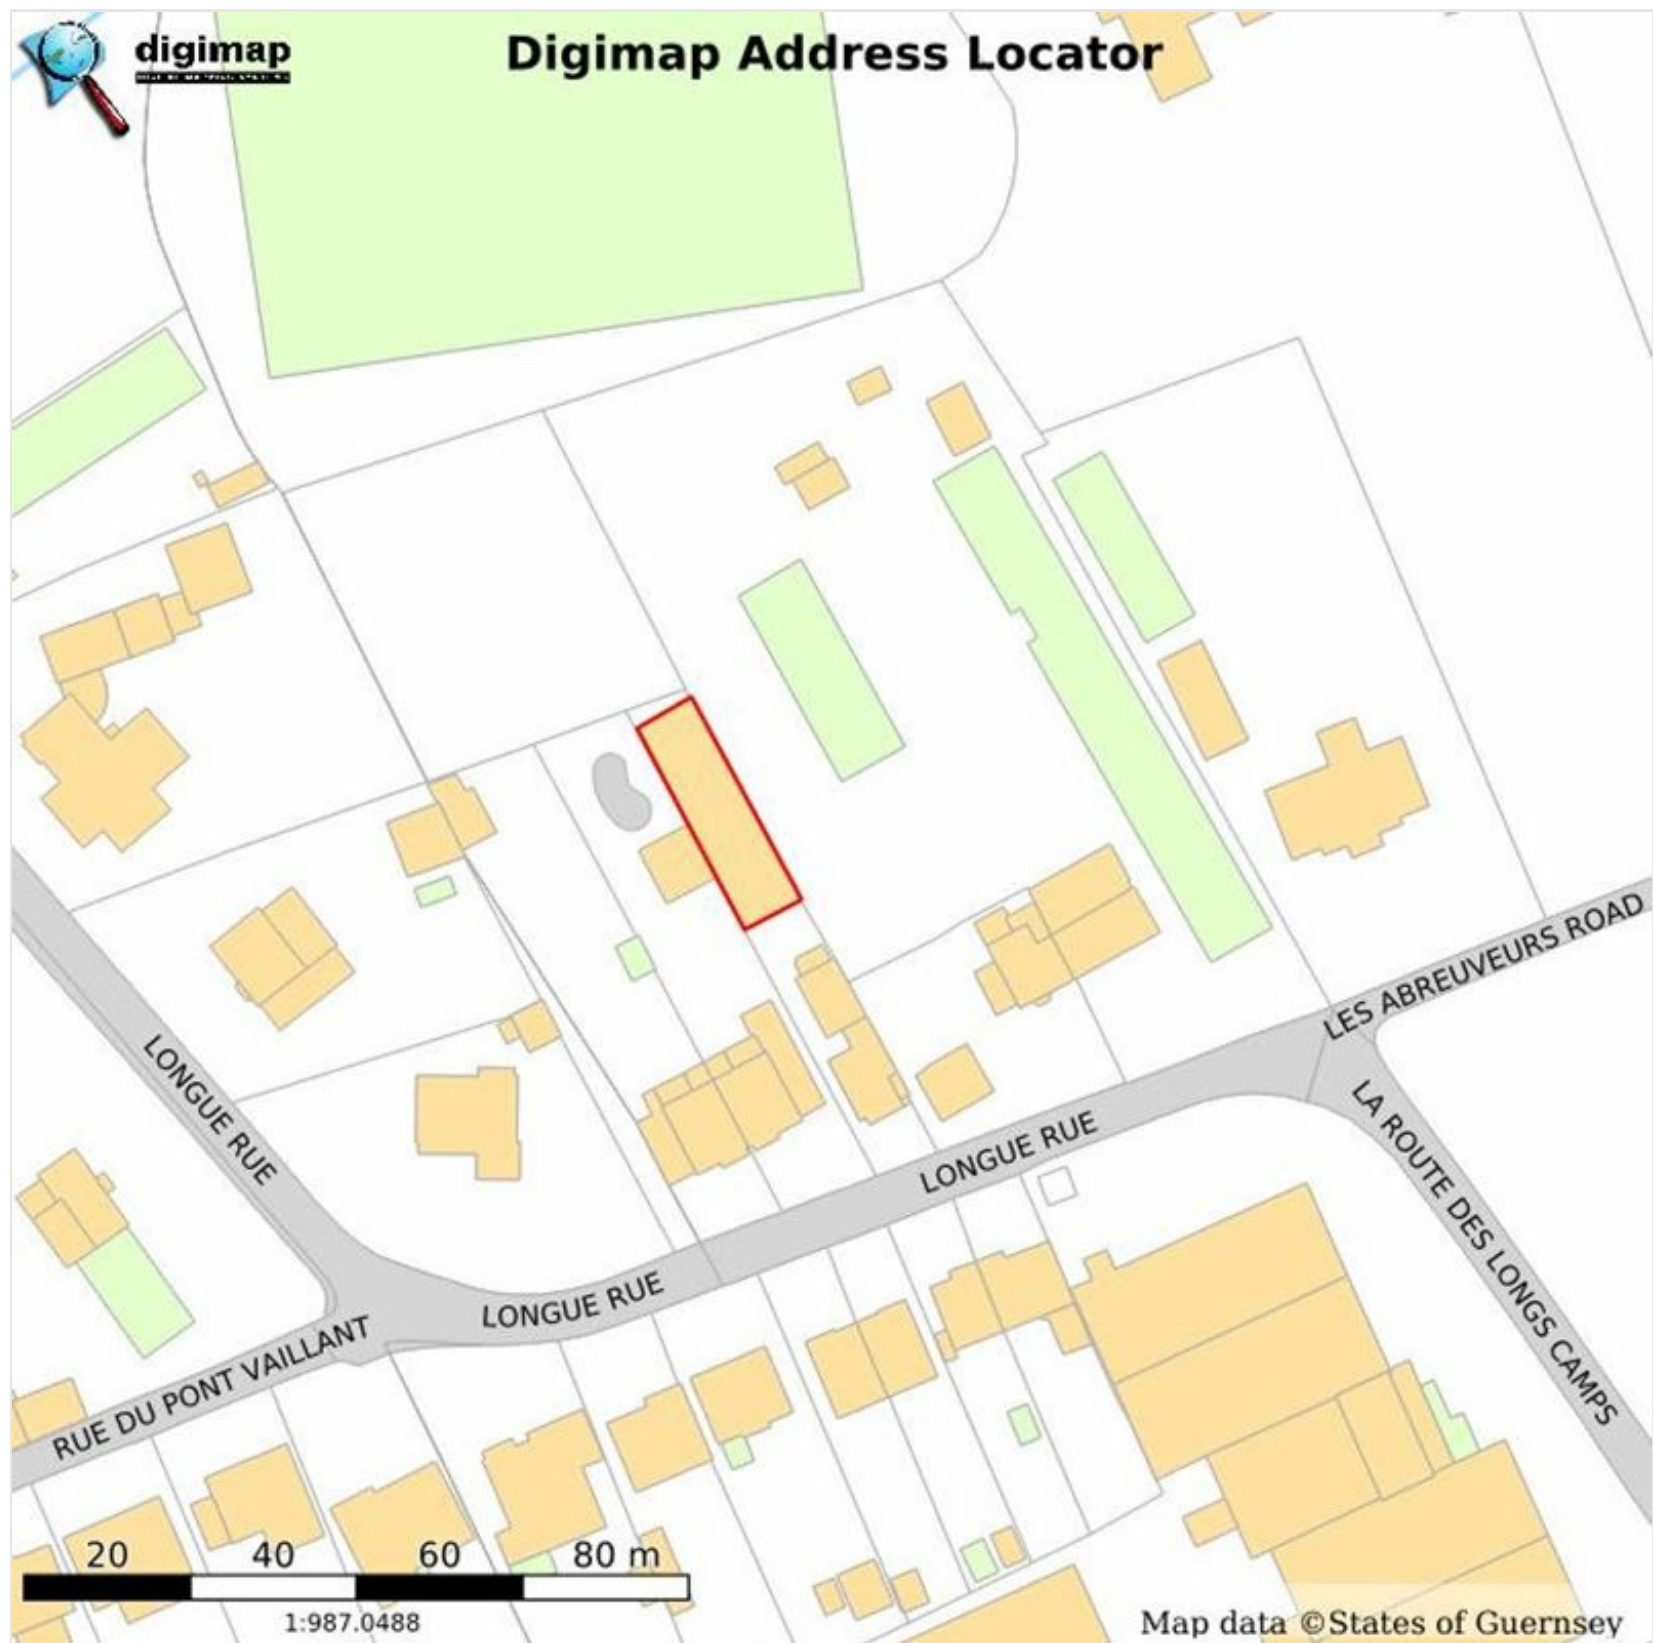 digimap
Digimap Address Locator
LES ABREUVEURS ROAD
LONGUE RUE
LONGUE RUE
LA ROUTE DES LONGS CAMPS
LONGUE RUE
RUE DU PONT VAILLANT
20 40 60 80 m
1:987.0488
Map data ©States of Guernsey